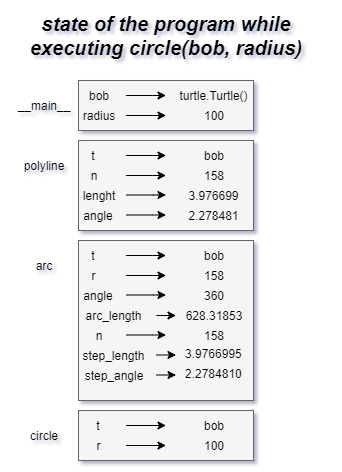 state of the program while
executing circle(bob, radius)
__main__
bob turtle.Turtle()
radius 100
polyline
t bob
n 158
lenght 3.976699
angle 2.278481
arc
t bob
r 158
angle 360
arc_length 628.31853
n 158
step_length 3.9766995
step_angle 2.2784810
circle
t bob
r 100